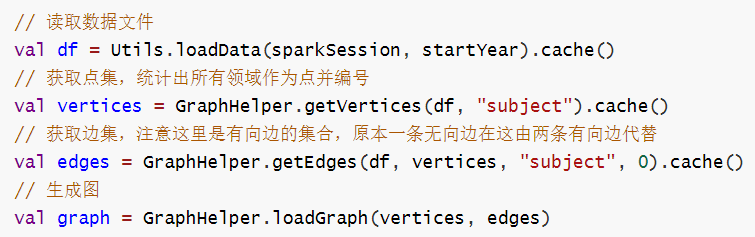 // 读取数据文件
val df = Utils.loadData(sparkSession, startYear).cache()
// 获取点集，统计出所有领域作为点并编号
val vertices = GraphHelper.getVertices(df, "subject").cache()
// 获取边集，注意这里是有向边的集合，原本一条无向边在这由两条有向边代替
val edges = GraphHelper.getEdges(df, vertices, "subject", 0).cache()
// 生成图
val graph = GraphHelper.loadGraph(vertices, edges)